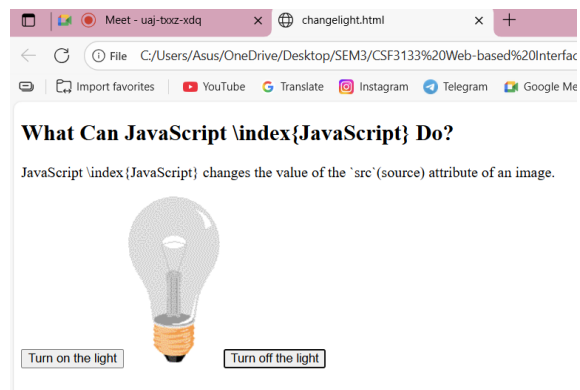 Meet - uaj-txxz-xdq
changelight.html
File C:/Users/Asus/OneDrive/Desktop/SEM3/CSF3133%20Web-based%20Interfac
Import favorites YouTube Translate Instagram Telegram Google Me
What Can JavaScript \index{JavaScript} Do?
JavaScript \index{JavaScript} changes the value of the `src`(source) attribute of an image.
Turn on the light Turn off the light